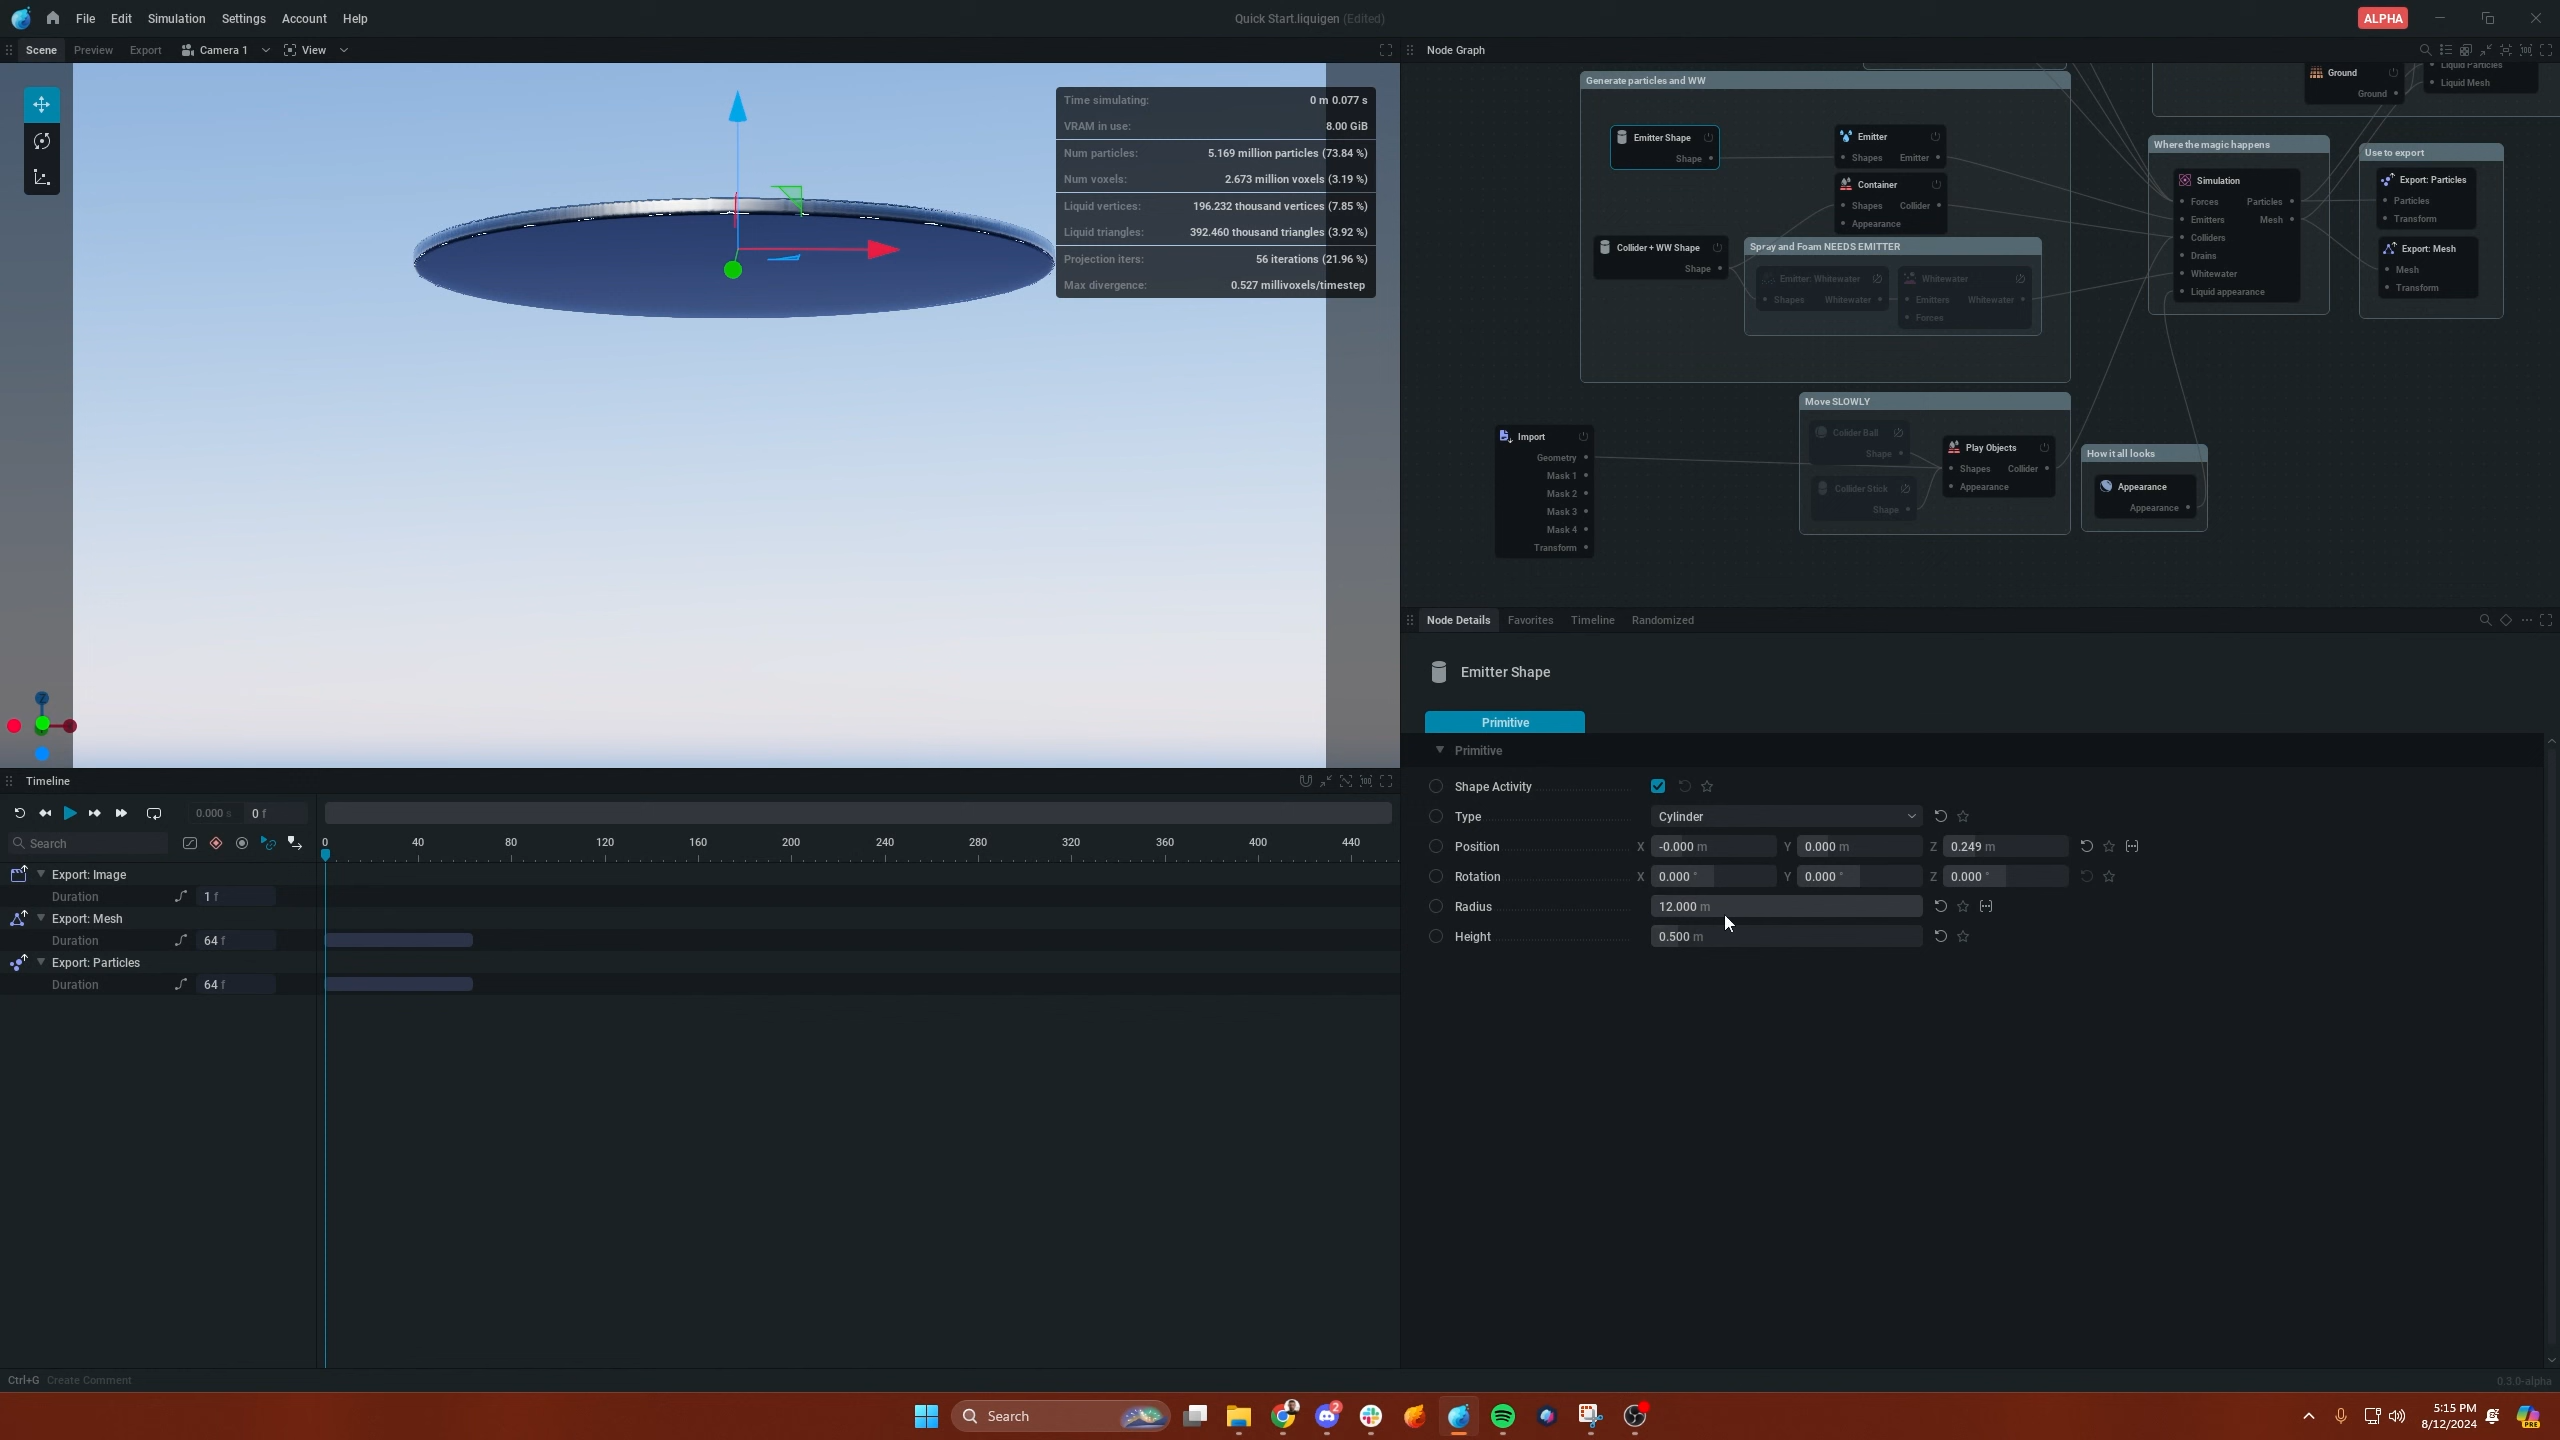 File Edit Simulation Settings Account Help
Quick Start.liquigen (Edited)
ALPHA
Scene Preview Export Camera 1 View
Time simulating: 0 m 0.077 s
VRAM in use: 8.00 GiB
Num particles: 5.169 million particles (73.84 %)
Num voxels: 2.673 million voxels (3.19 %)
Liquid vertices: 196.232 thousand vertices (7.85 %)
Liquid triangles: 392.460 thousand triangles (3.92 %)
Projection iters: 56 iterations (21.96 %)
Max divergence: 0.527 millivoxels/timestep
Node Graph
Generate particles and WW
Emitter Shape
Shape
Emitter
Shapes Emitter
Container
Shapes Collider
Appearance
Collider + WW Shape
Shape
Spray and Foam NEEDS EMITTER
Emitter: Whitewater
Shapes Whitewater
Whitewater
Emitters Whitewater
Forces
Ground
Ground
Liquid Particles
Liquid Mesh
Where the magic happens
Simulation
Forces Particles
Emitters Mesh
Colliders
Drains
Whitewater
Liquid appearance
Use to export
Export: Particles
Particles
Transform
Export: Mesh
Mesh
Transform
Import
Geometry
Mask 1
Mask 2
Mask 3
Mask 4
Transform
Move SLOWLY
Colider Ball
Shape
Collider Stick
Shape
Play Objects
Shapes Collider
Appearance
How it all looks
Appearance
Appearance
Node Details Favorites Timeline Randomized
Emitter Shape
Primitive
Primitive
Shape Activity
Type Cylinder
Position X -0.000 m Y 0.000 m Z 0.249 m
Rotation X 0.000 ° Y 0.000 ° Z 0.000 °
Radius 12.000 m
Height 0.500 m
Timeline
0.000 s 0 f
Search
0 40 80 120 160 200 240 280 320 360 400 440
Export: Image
Duration 1 f
Export: Mesh
Duration 64 f
Export: Particles
Duration 64 f
Ctrl+G Create Comment
0.3.0-alpha
Search
2
5:15 PM
8/12/2024
PRE